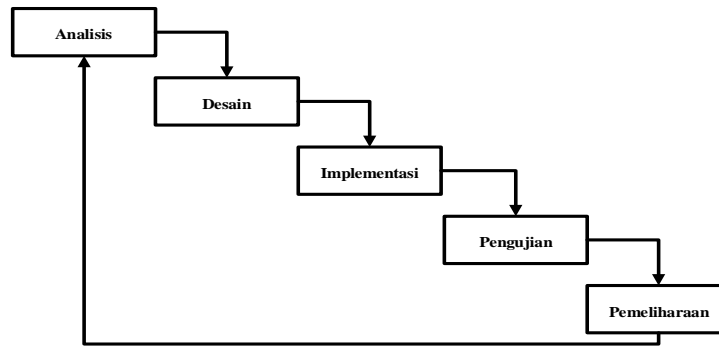 Analisis
Desain
Implementasi
Pengujian
Pemeliharaan